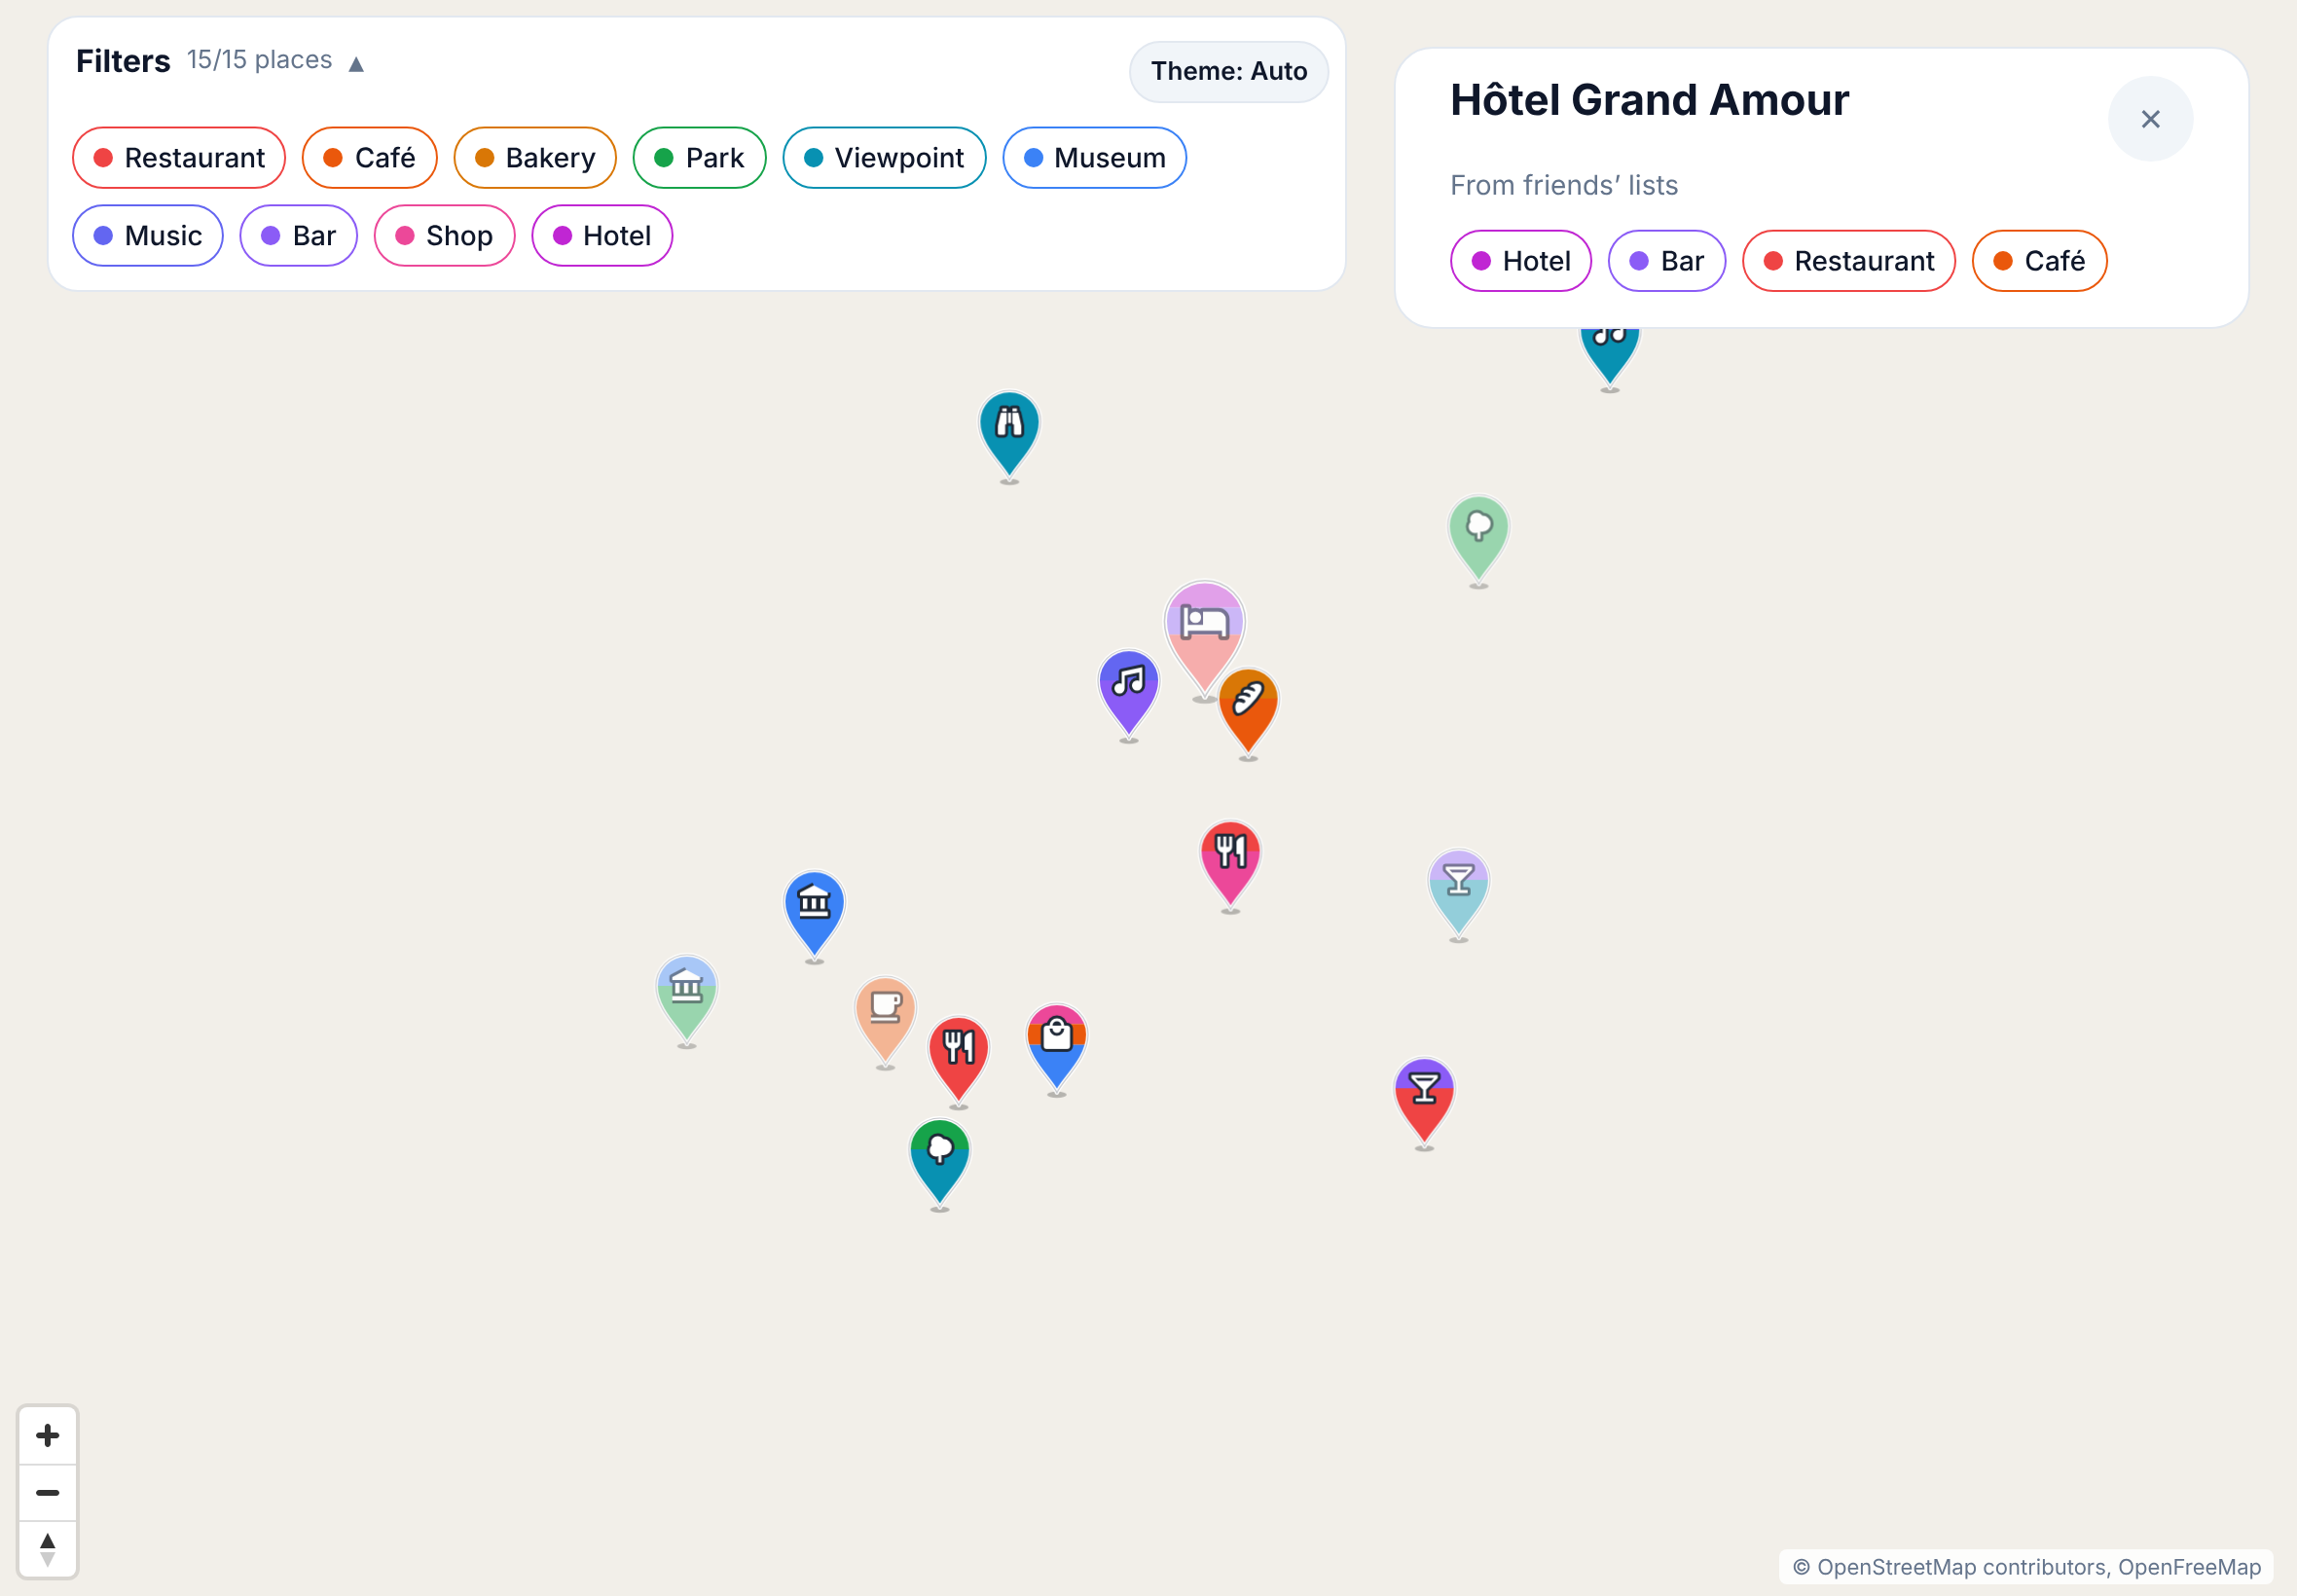 Filters 15/15 places ▲
Theme: Auto
Restaurant Café Bakery Park Viewpoint Museum
Music Bar Shop Hotel
Hôtel Grand Amour
×
From friends’ lists
Hotel Bar Restaurant Café
© OpenStreetMap contributors, OpenFreeMap